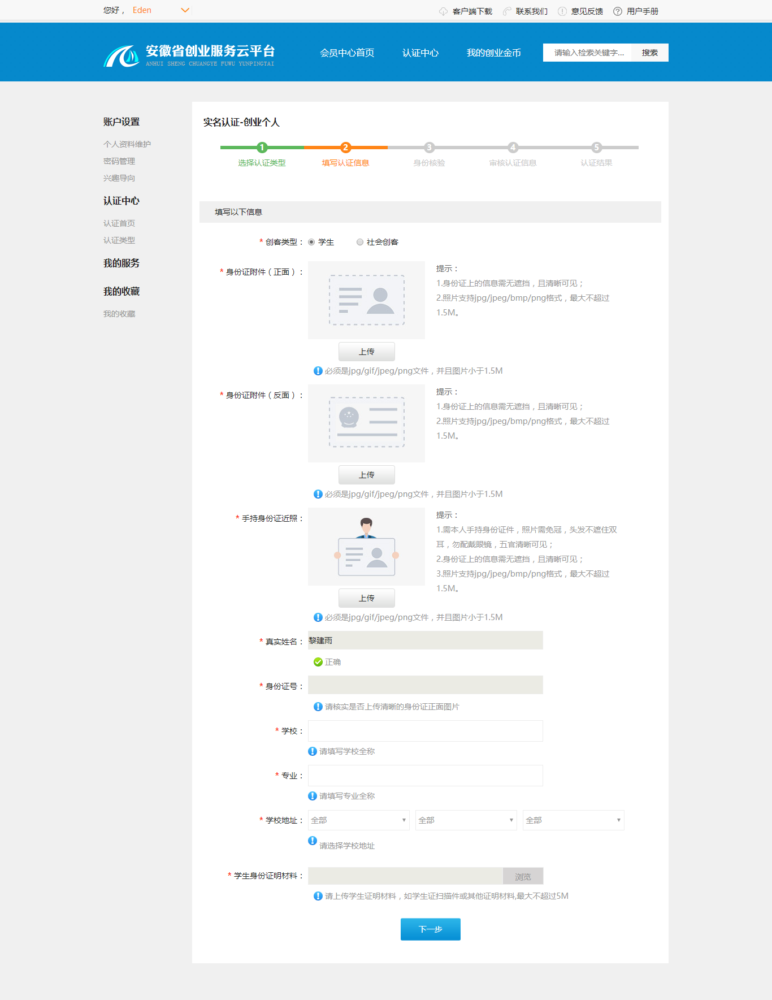 您好， Eden
客户端下载 联系我们 意见反馈 用户手册
安徽省创业服务云平台
ANHUI SHENG CHUANGYE FUWU YUNPINGTAI
会员中心首页 认证中心 我的创业金币 请输入检索关键字... 搜索
账户设置
个人资料维护
密码管理
兴趣导向
认证中心
认证首页
认证类型
我的服务
我的收藏
我的收藏
实名认证-创业个人
1 2 3 4 5
选择认证类型 填写认证信息 身份核验 审核认证信息 认证结果
填写以下信息
* 创客类型： 学生 社会创客
* 身份证附件（正面）：
提示：
1.身份证上的信息需无遮挡，且清晰可见；
2.照片支持jpg/jpeg/bmp/png格式，最大不超过
1.5M。
上传
必须是jpg/gif/jpeg/png文件，并且图片小于1.5M
* 身份证附件（反面）：
提示：
1.身份证上的信息需无遮挡，且清晰可见；
2.照片支持jpg/jpeg/bmp/png格式，最大不超过
1.5M。
上传
必须是jpg/gif/jpeg/png文件，并且图片小于1.5M
* 手持身份证近照：
提示：
1.需本人手持身份证件，照片需免冠，头发不遮住双
耳，勿配戴眼镜，五官清晰可见；
2.身份证上的信息需无遮挡，且清晰可见；
3.照片支持jpg/jpeg/bmp/png格式，最大不超过
1.5M。
上传
必须是jpg/gif/jpeg/png文件，并且图片小于1.5M
* 真实姓名： 黎建雨
正确
* 身份证号：
请核实是否上传清晰的身份证正面图片
* 学校：
请填写学校全称
* 专业：
请填写专业全称
* 学校地址： 全部 全部 全部
请选择学校地址
* 学生身份证明材料： 浏览
请上传学生证明材料，如学生证扫描件或其他证明材料,最大不超过5M
下一步